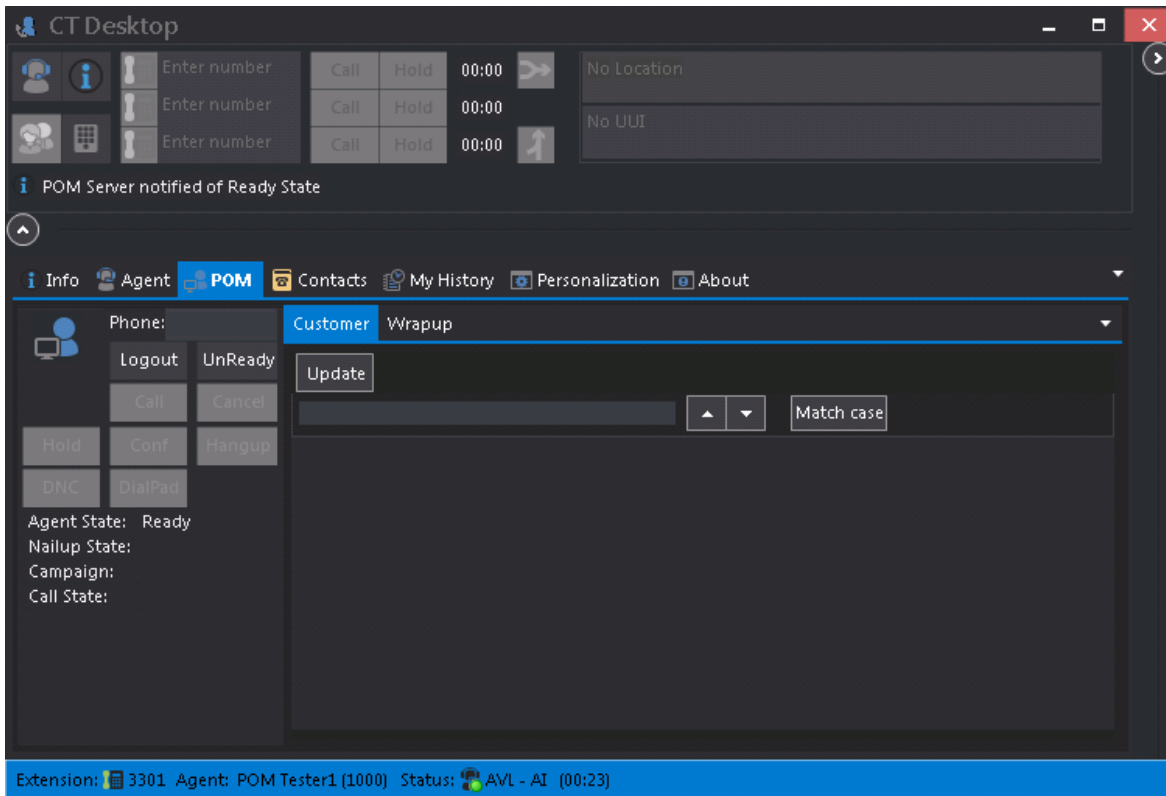 CT Desktop
Enter number Call Hold 00:00 No Location
Enter number Call Hold 00:00
No UUI
Enter number Call Hold 00:00
POM Server notified of Ready State
Info Agent POM Contacts My History Personalization About
Phone: Customer Wrapup
Logout UnReady Update
Call Cancel Match case
Hold Conf Hangup
DNC DialPad
Agent State: Ready
Nailup State:
Campaign:
Call State:
Extension: 3301 Agent: POM Tester1 (1000) Status: AVL - AI (00:23)